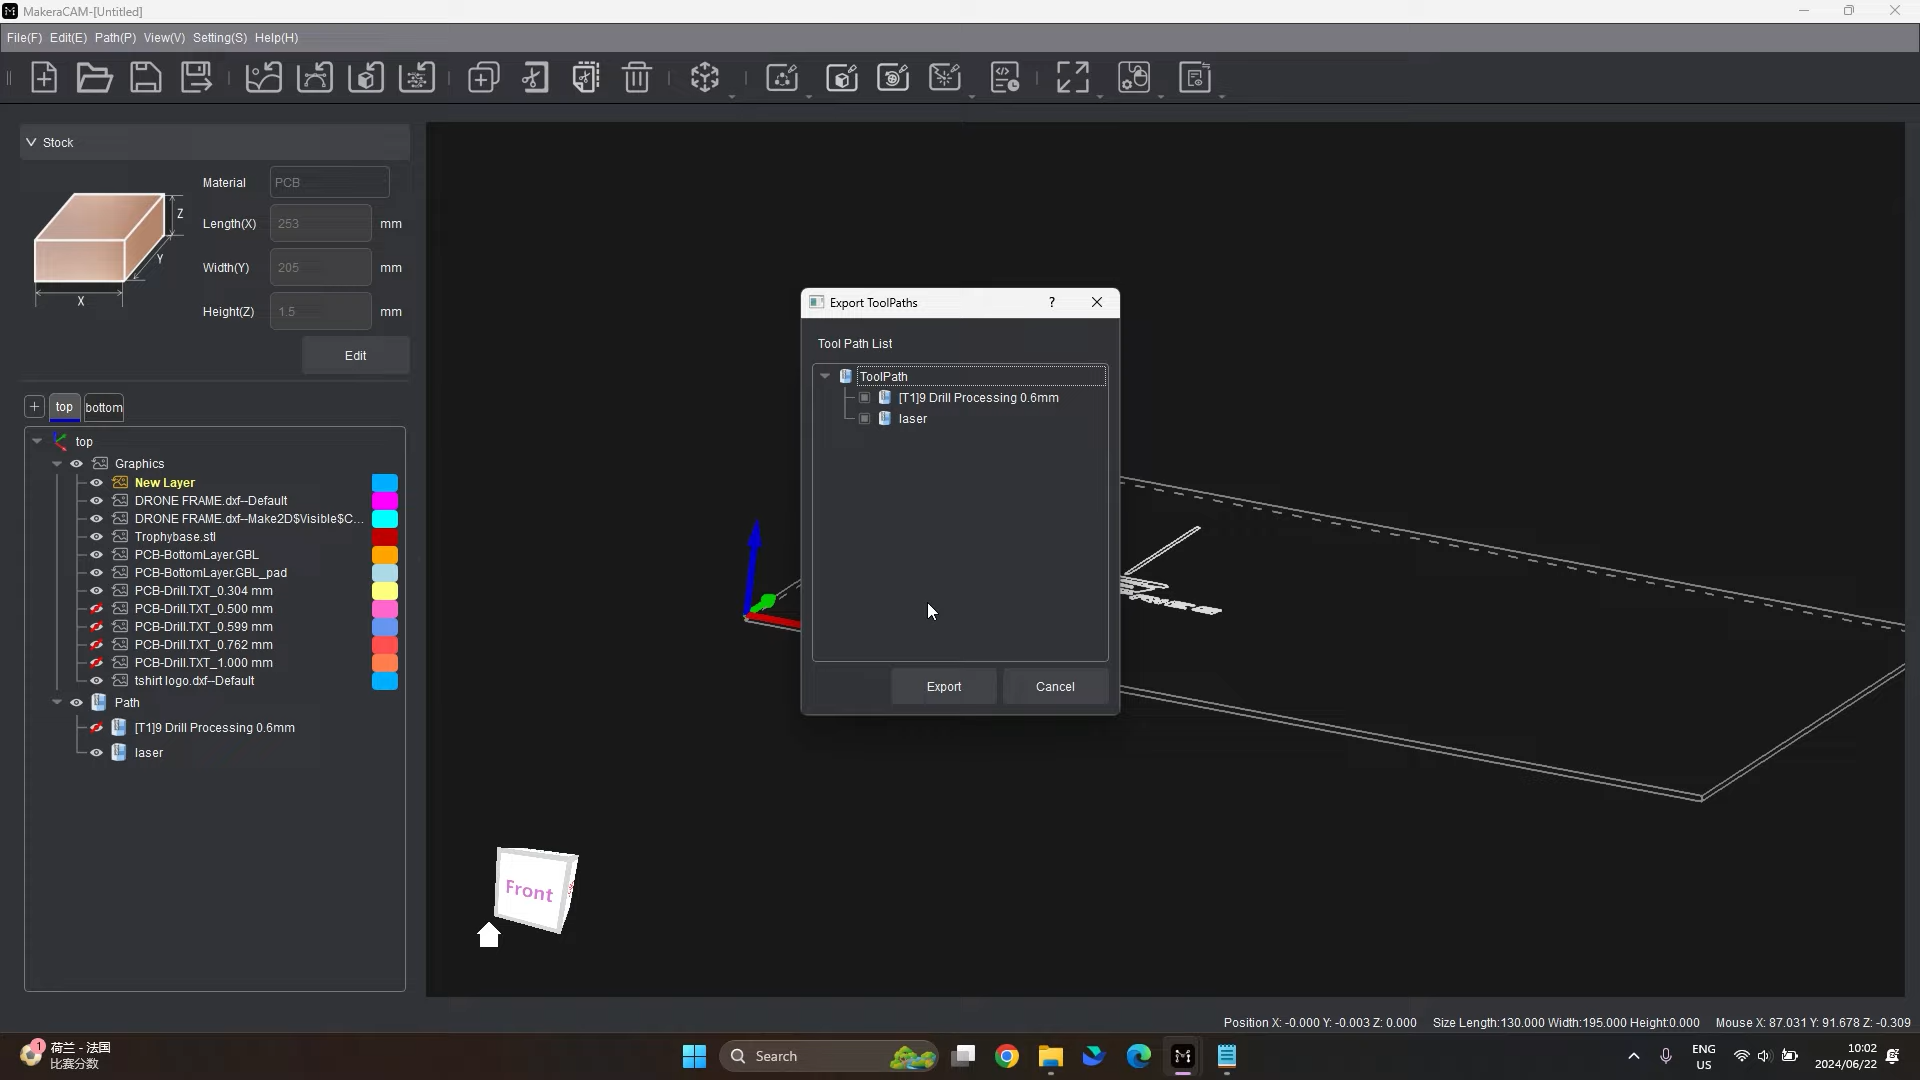 MakeraCAM-[Untitled]
File(F) Edit(E) Path(P) View(V) Setting(S) Help(H)
Stock
Material PCB
Length(X) 253 mm
Width(Y) 205 mm
Height(Z) 1.5 mm
Z
Y
X
Edit
+ top bottom
top
Graphics
New Layer
DRONE FRAME.dxf--Default
DRONE FRAME.dxf--Make2D$Visible$C...
Trophybase.stl
PCB-BottomLayer.GBL
PCB-BottomLayer.GBL_pad
PCB-Drill.TXT_0.304 mm
PCB-Drill.TXT_0.500 mm
PCB-Drill.TXT_0.599 mm
PCB-Drill.TXT_0.762 mm
PCB-Drill.TXT_1.000 mm
tshirt logo.dxf--Default
Path
[T1]9 Drill Processing 0.6mm
laser
Export ToolPaths ?
Tool Path List
ToolPath
[T1]9 Drill Processing 0.6mm
laser
Export Cancel
Front
Position X: -0.000 Y: -0.003 Z: 0.000 Size Length:130.000 Width:195.000 Height:0.000 Mouse X: 87.031 Y: 91.678 Z: -0.309
1
荷兰 - 法国
比赛分数
Search
ENG
US
10:02
2024/06/22